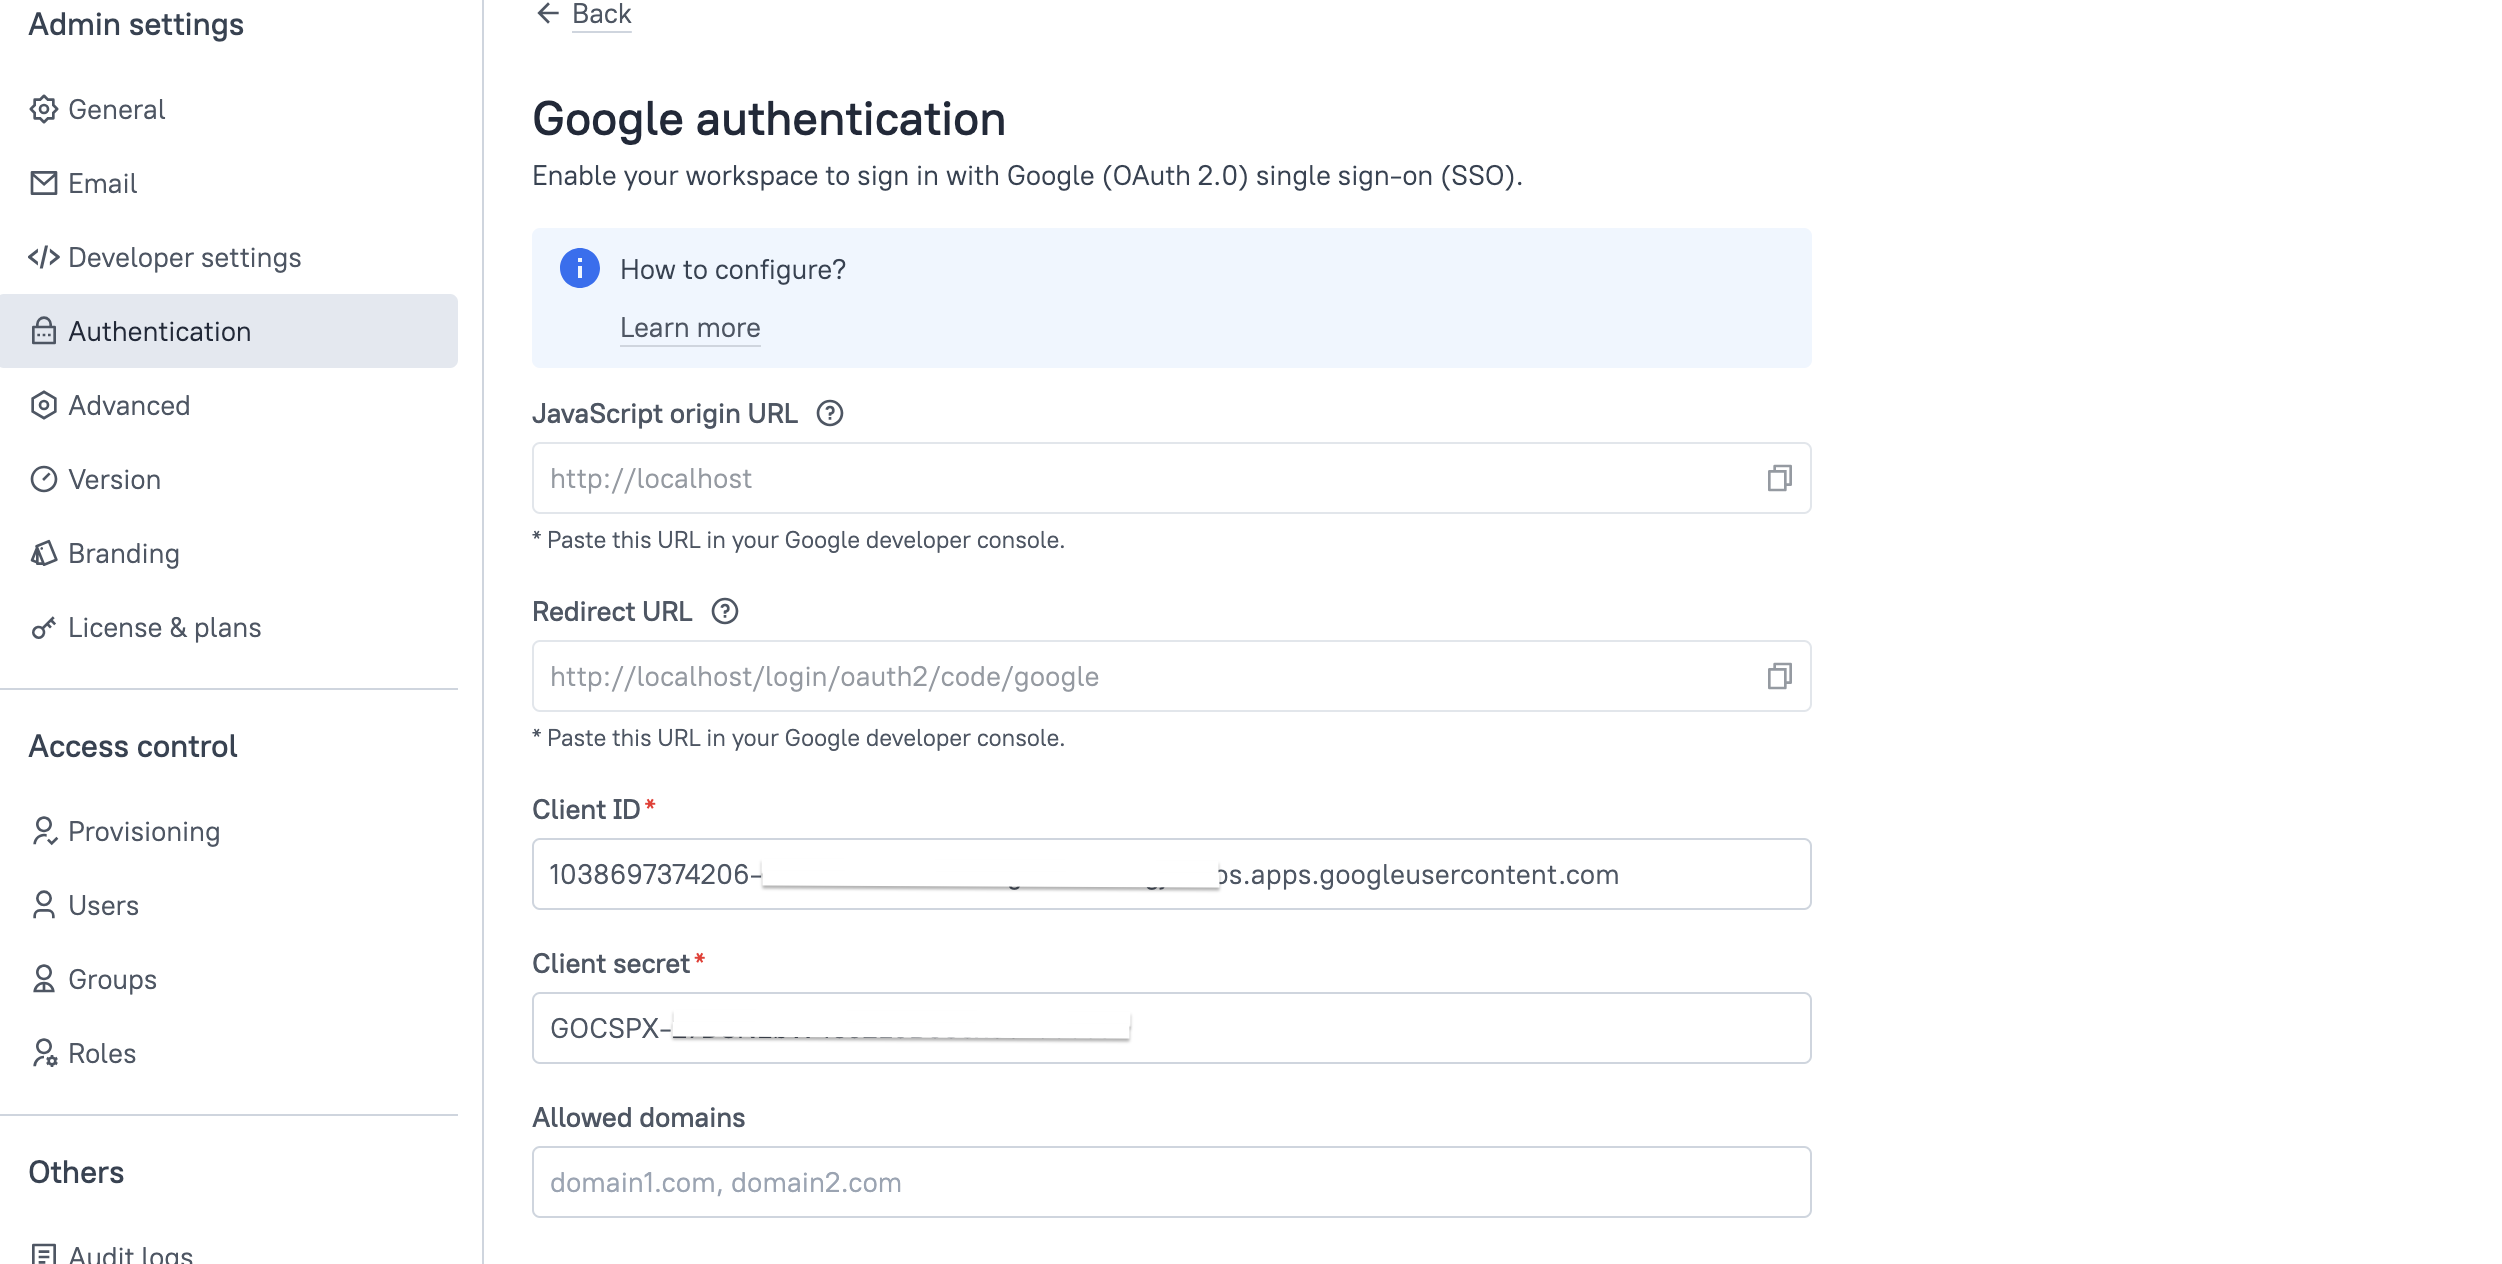 Admin settings
General
Email
Developer settings
Authentication
Advanced
Version
Branding
License & plans
Access control
Provisioning
Users
Groups
Roles
Others
Audit logs
Back
Google authentication
Enable your workspace to sign in with Google (OAuth 2.0) single sign-on (SSO).
How to configure?
Learn more
JavaScript origin URL
http://localhost
* Paste this URL in your Google developer console.
Redirect URL
http://localhost/login/oauth2/code/google
* Paste this URL in your Google developer console.
Client ID*
1038697374206-
s.apps.googleusercontent.com
Client secret*
GOCSPX-
Allowed domains
domain1.com, domain2.com